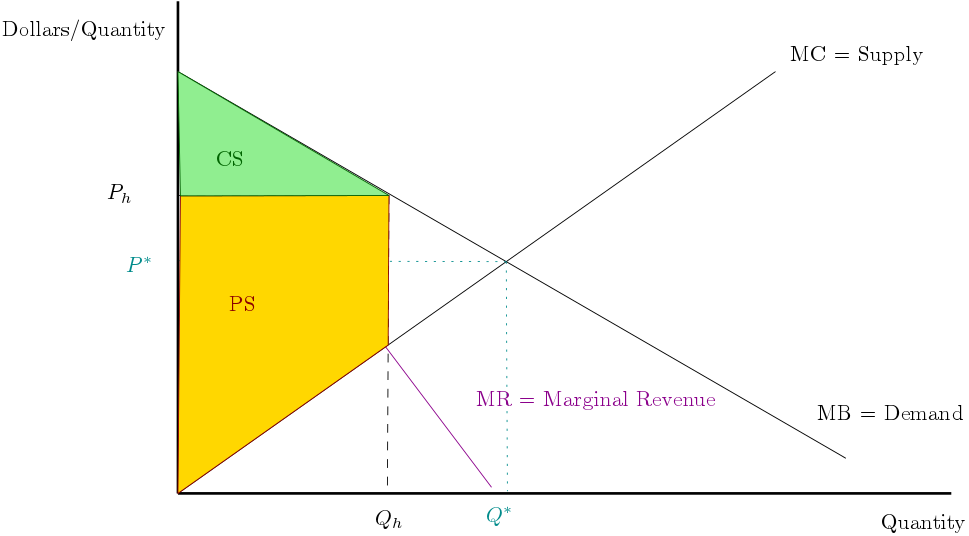 Dollars/Quantity
MC = Supply
CS
P_h
P*
PS
MR = Marginal Revenue
MB = Demand
Q_h
Q*
Quantity